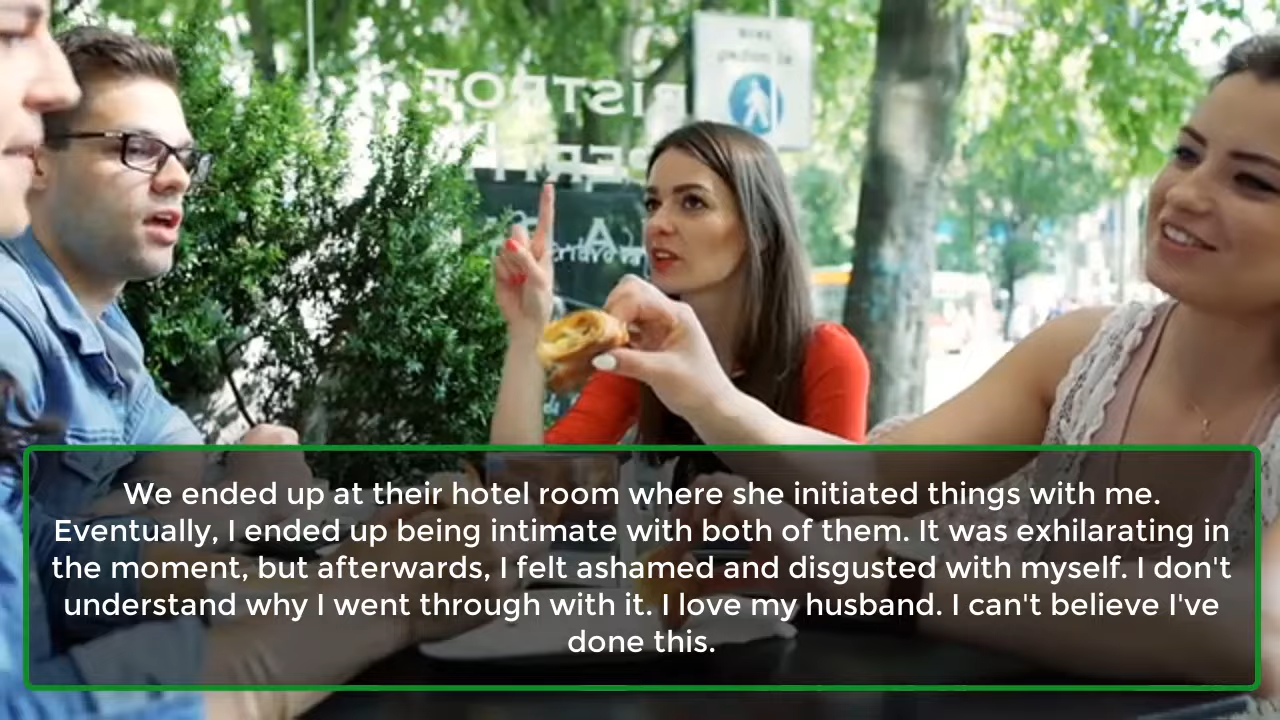 BISTROT
We ended up at their hotel room where she initiated things with me.
Eventually, I ended up being intimate with both of them. It was exhilarating in
the moment, but afterwards, I felt ashamed and disgusted with myself. I don't
understand why I went through with it. I love my husband. I can't believe I've
done this.